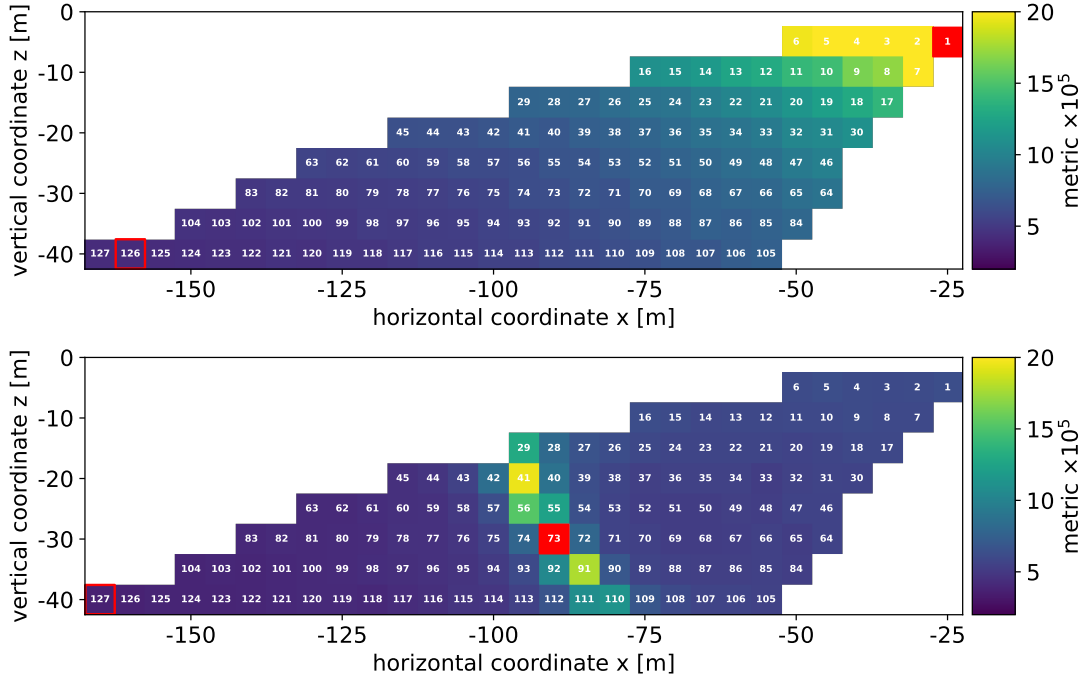 0
-10
-20
-30
-40
vertical coordinate z [m]
6 5 4 3 2 1
16 15 14 13 12 11 10 9 8 7
29 28 27 26 25 24 23 22 21 20 19 18 17
45 44 43 42 41 40 39 38 37 36 35 34 33 32 31 30
63 62 61 60 59 58 57 56 55 54 53 52 51 50 49 48 47 46
83 82 81 80 79 78 77 76 75 74 73 72 71 70 69 68 67 66 65 64
104 103 102 101 100 99 98 97 96 95 94 93 92 91 90 89 88 87 86 85 84
127 126 125 124 123 122 121 120 119 118 117 116 115 114 113 112 111 110 109 108 107 106 105
-150 -125 -100 -75 -50 -25
horizontal coordinate x [m]
20
15
10
5
metric ×10⁵
0
-10
-20
-30
-40
vertical coordinate z [m]
6 5 4 3 2 1
16 15 14 13 12 11 10 9 8 7
29 28 27 26 25 24 23 22 21 20 19 18 17
45 44 43 42 41 40 39 38 37 36 35 34 33 32 31 30
63 62 61 60 59 58 57 56 55 54 53 52 51 50 49 48 47 46
83 82 81 80 79 78 77 76 75 74 73 72 71 70 69 68 67 66 65 64
104 103 102 101 100 99 98 97 96 95 94 93 92 91 90 89 88 87 86 85 84
127 126 125 124 123 122 121 120 119 118 117 116 115 114 113 112 111 110 109 108 107 106 105
-150 -125 -100 -75 -50 -25
horizontal coordinate x [m]
20
15
10
5
metric ×10⁵